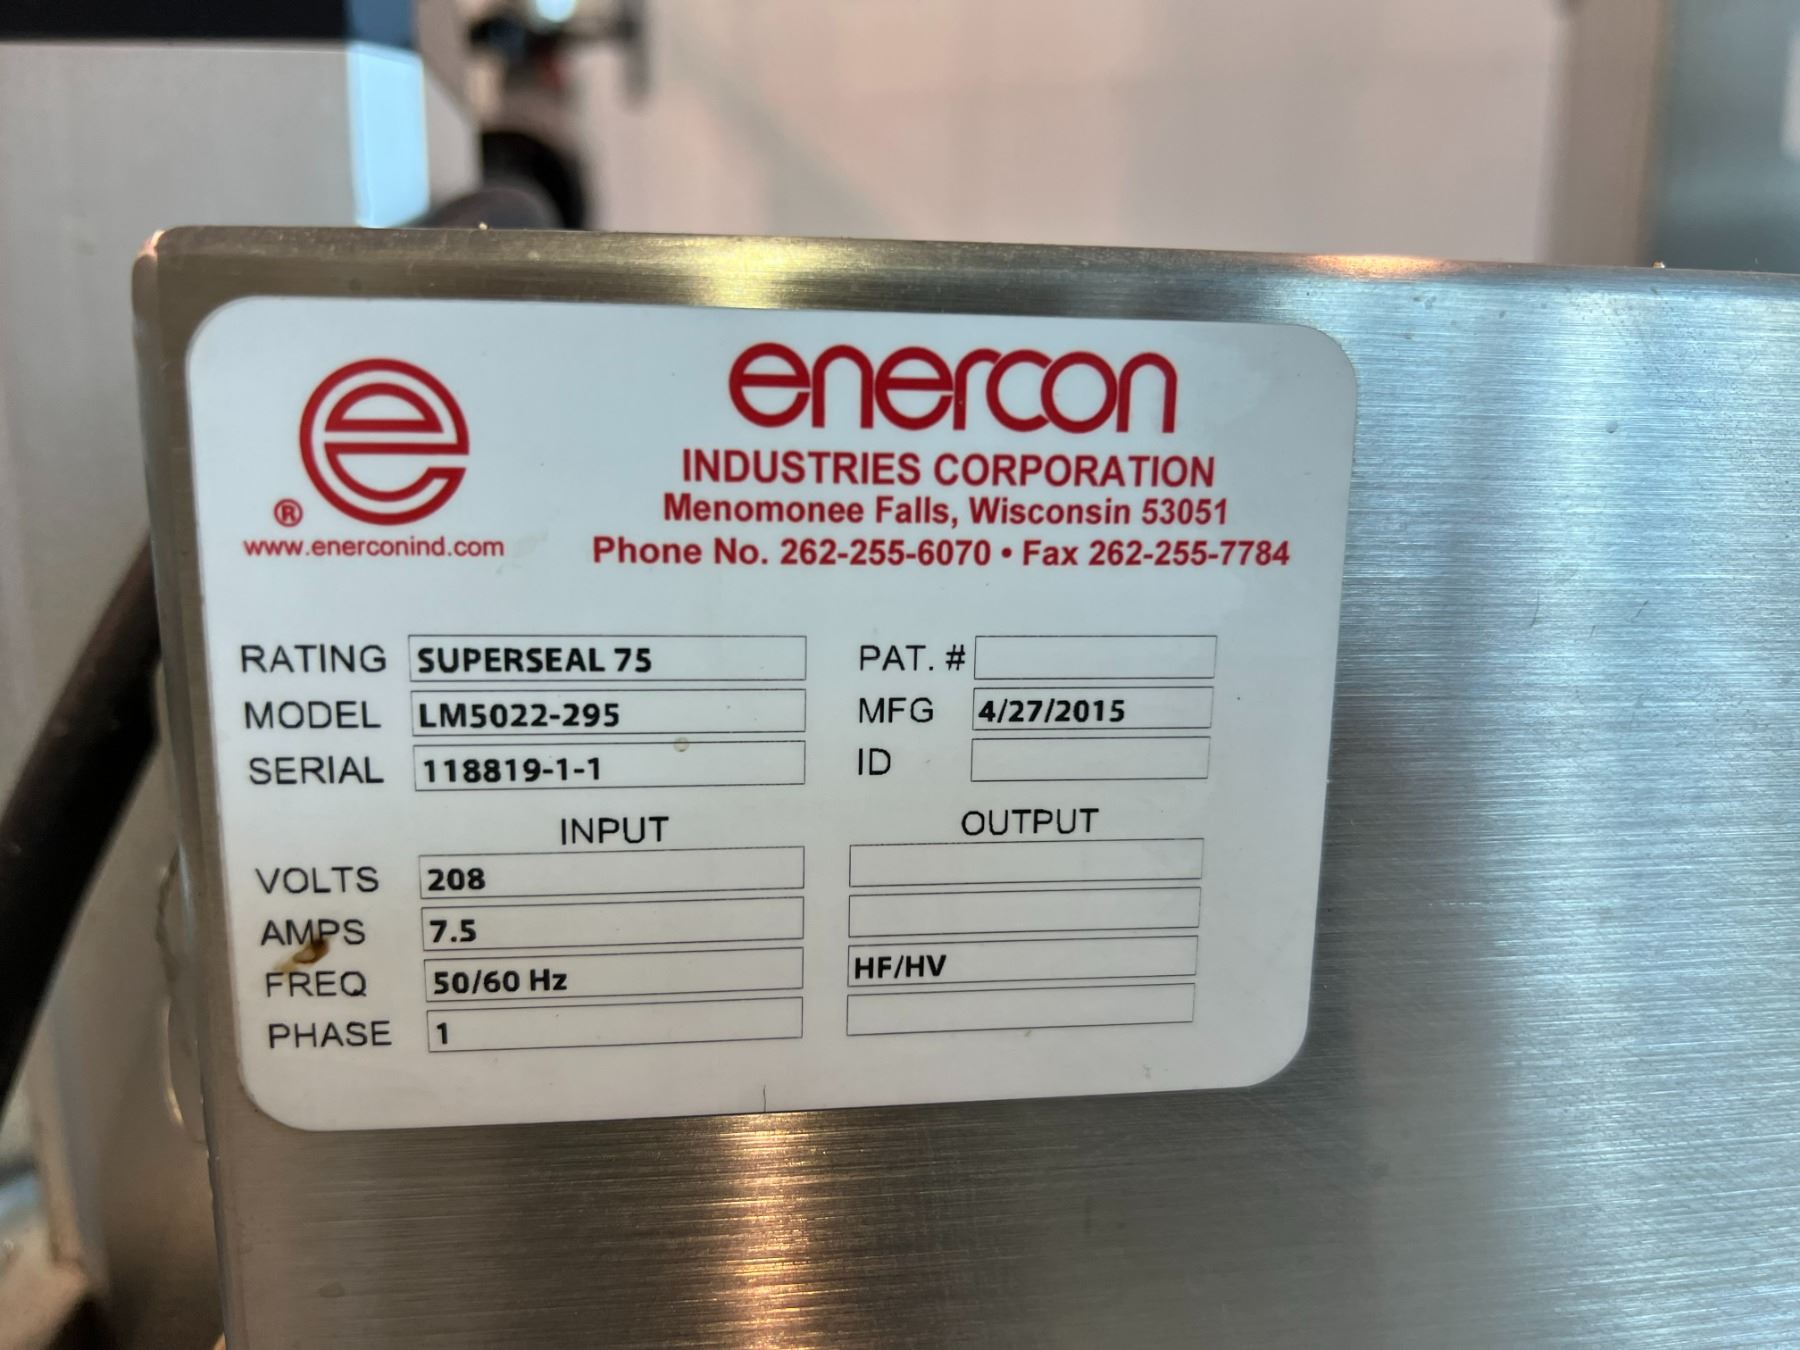 e
®
www.enerconind.com
enercon
INDUSTRIES CORPORATION
Menomonee Falls, Wisconsin 53051
Phone No. 262-255-6070 • Fax 262-255-7784
RATING SUPERSEAL 75 PAT. #
MODEL LM5022-295 MFG 4/27/2015
SERIAL 118819-1-1 ID
INPUT OUTPUT
VOLTS 208
AMPS 7.5
FREQ 50/60 Hz HF/HV
PHASE 1